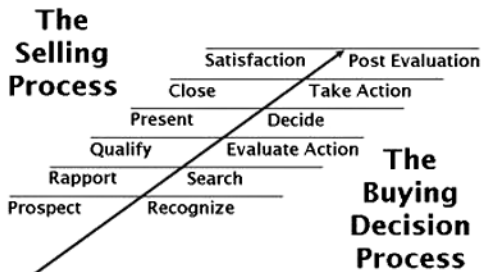 The
Selling
Process
Satisfaction Post Evaluation
Close Take Action
Present Decide
Qualify Evaluate Action
Rapport Search
Prospect Recognize
The
Buying
Decision
Process